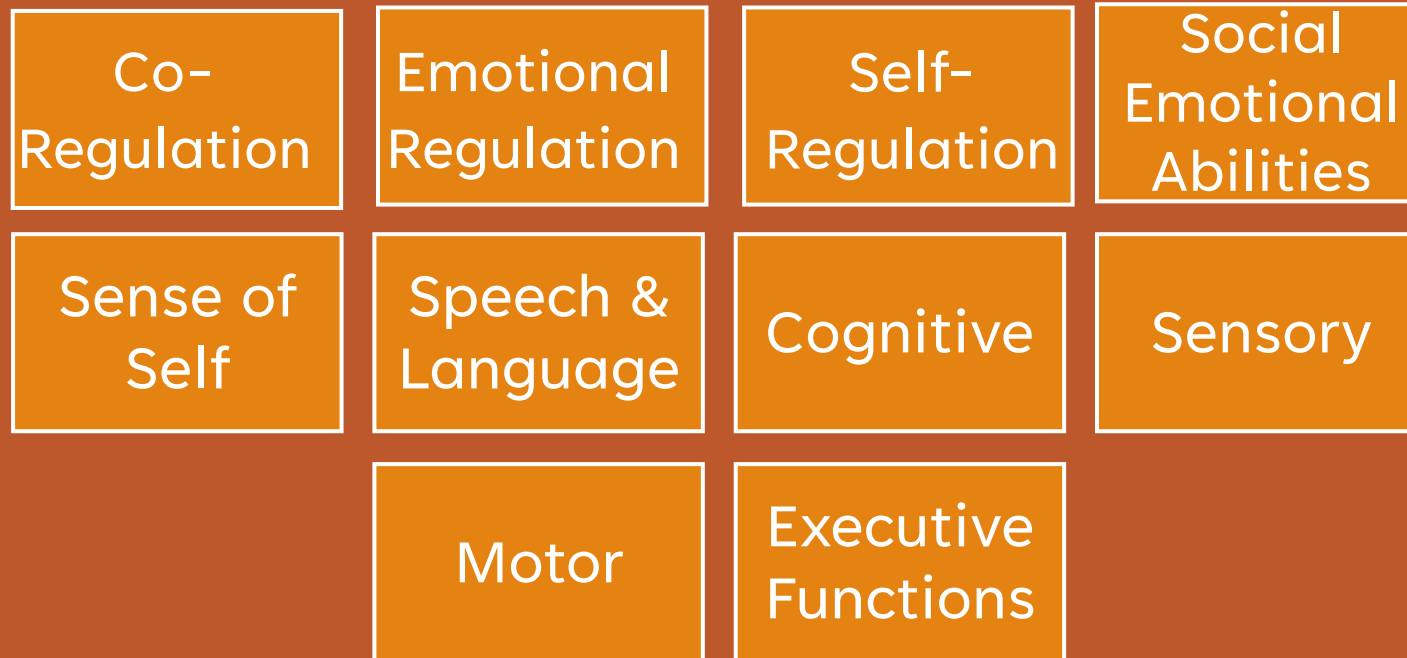 Co-
Regulation
Emotional
Regulation
Self-
Regulation
Social
Emotional
Abilities
Sense of
Self
Speech &
Language
Cognitive
Sensory
Motor
Executive
Functions